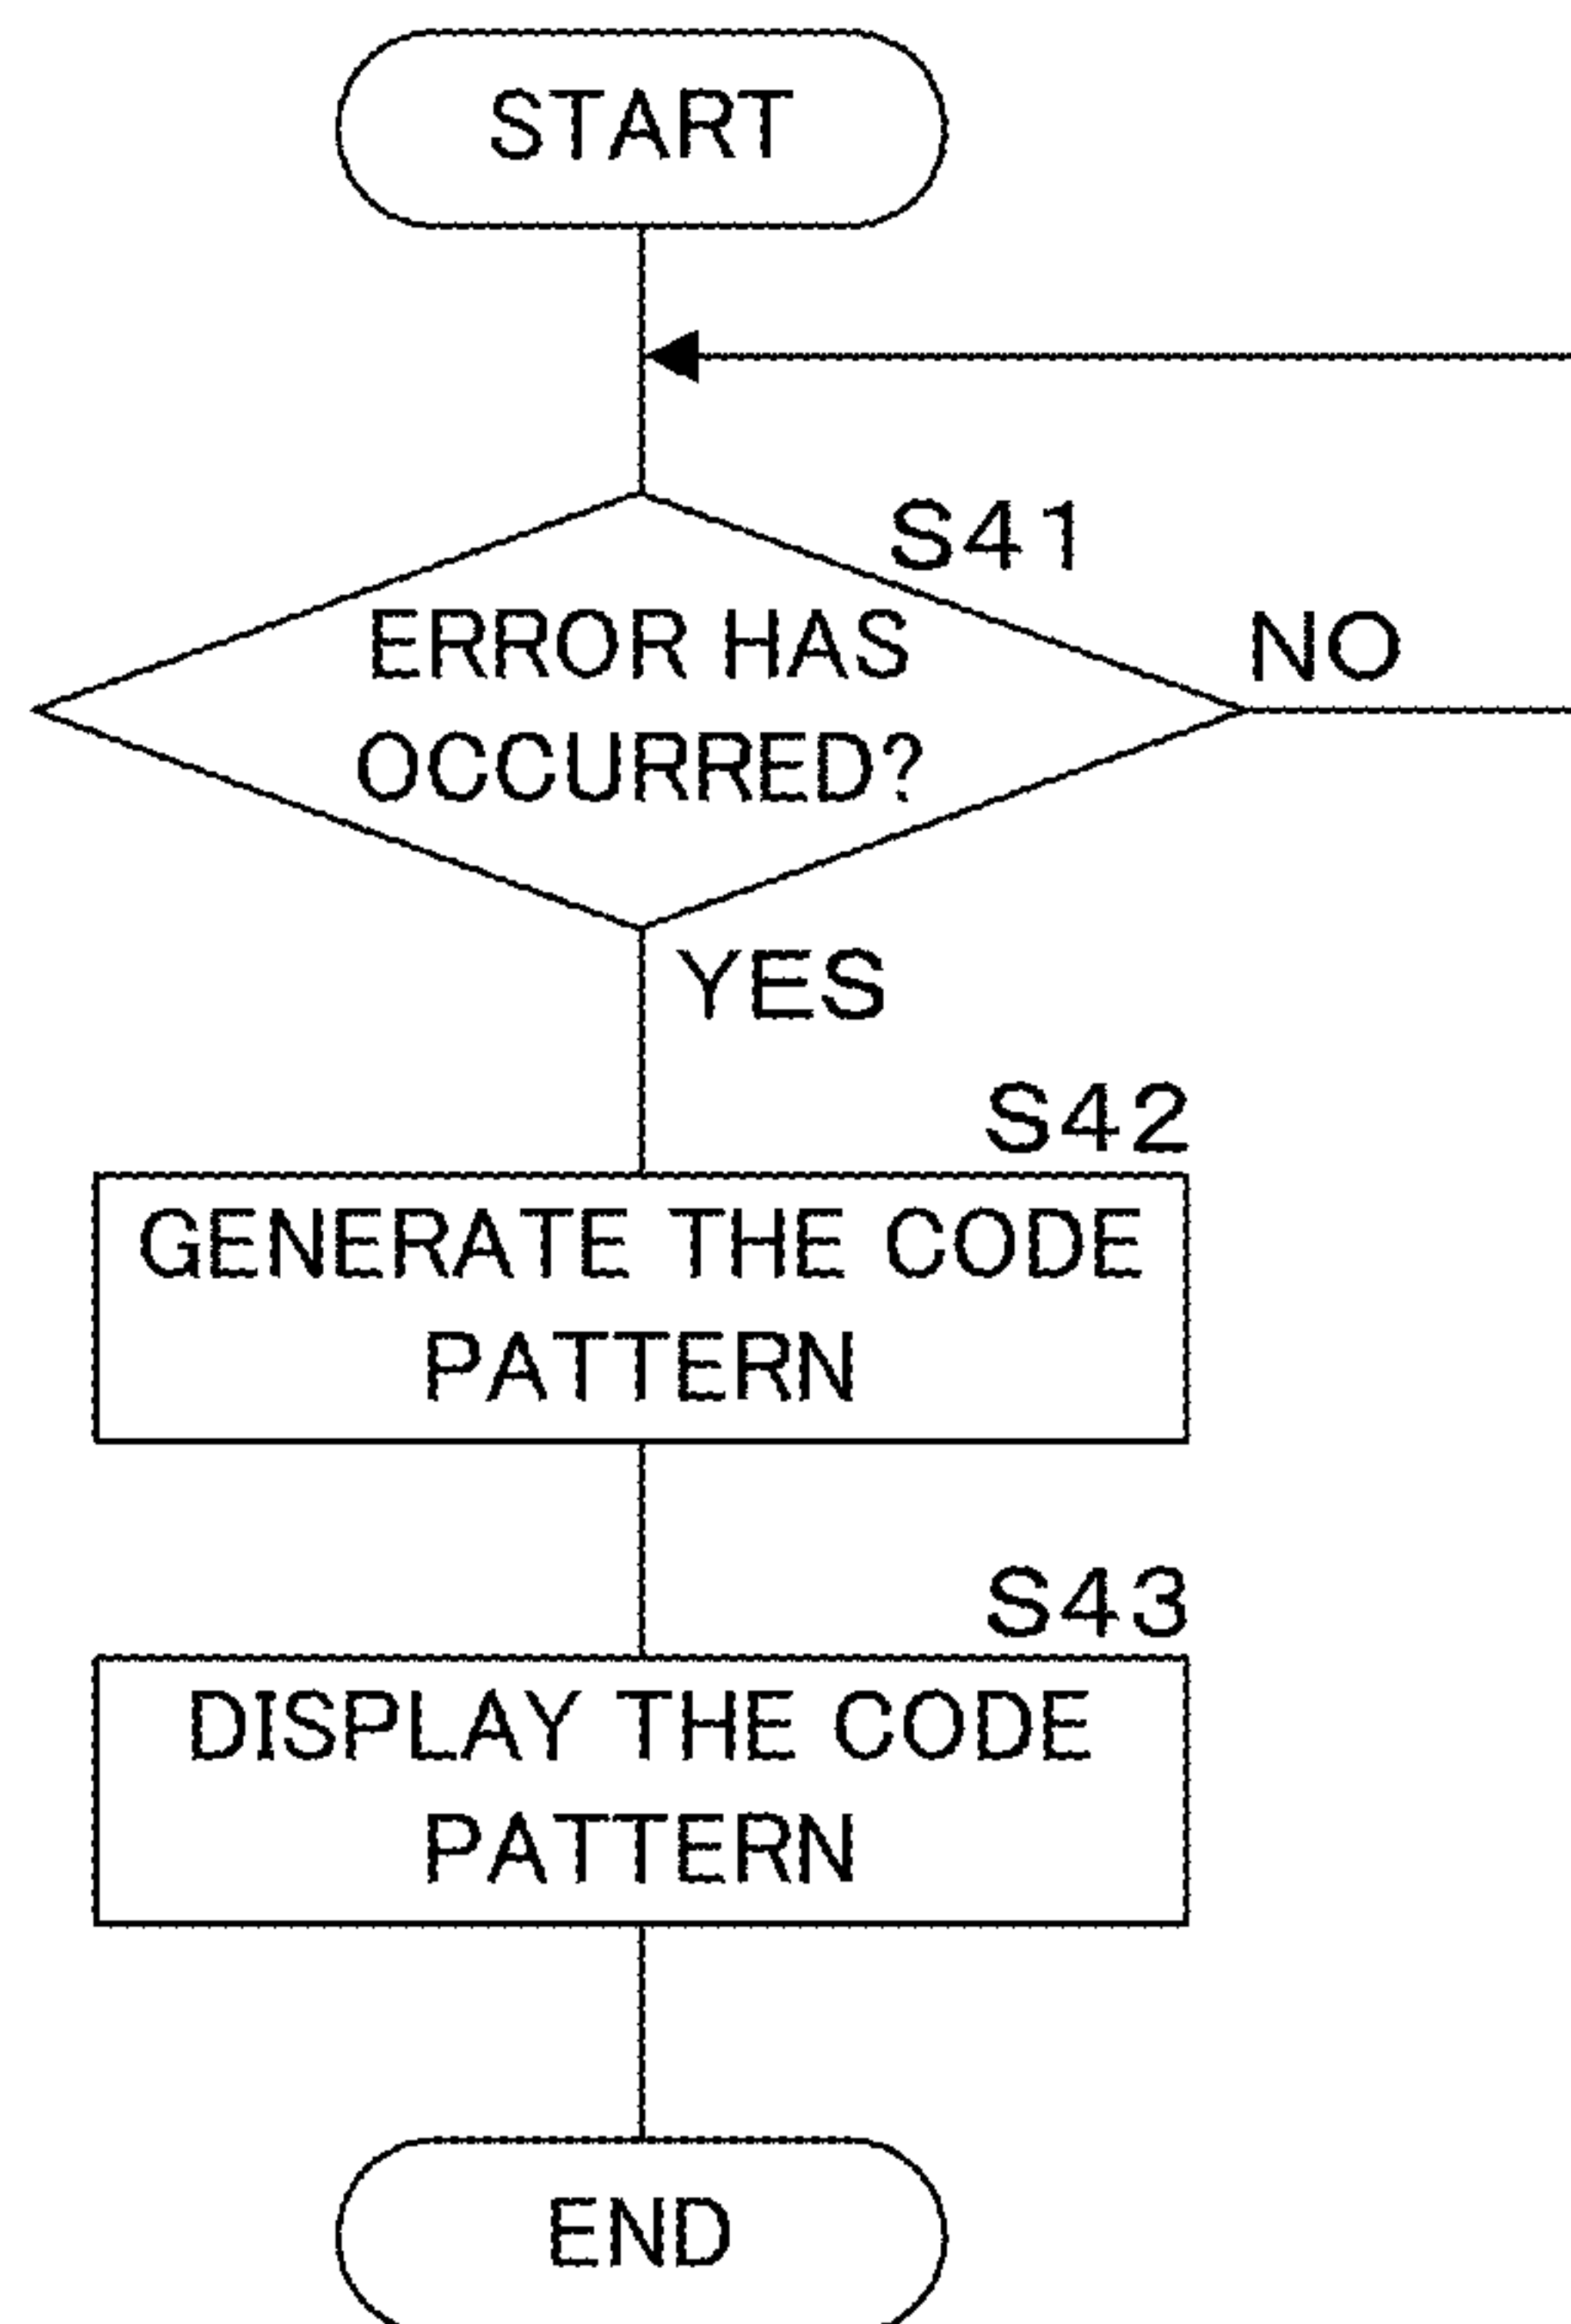 START
S41
ERROR HAS
OCCURRED?
NO
YES
S42
GENERATE THE CODE
PATTERN
S43
DISPLAY THE CODE
PATTERN
END